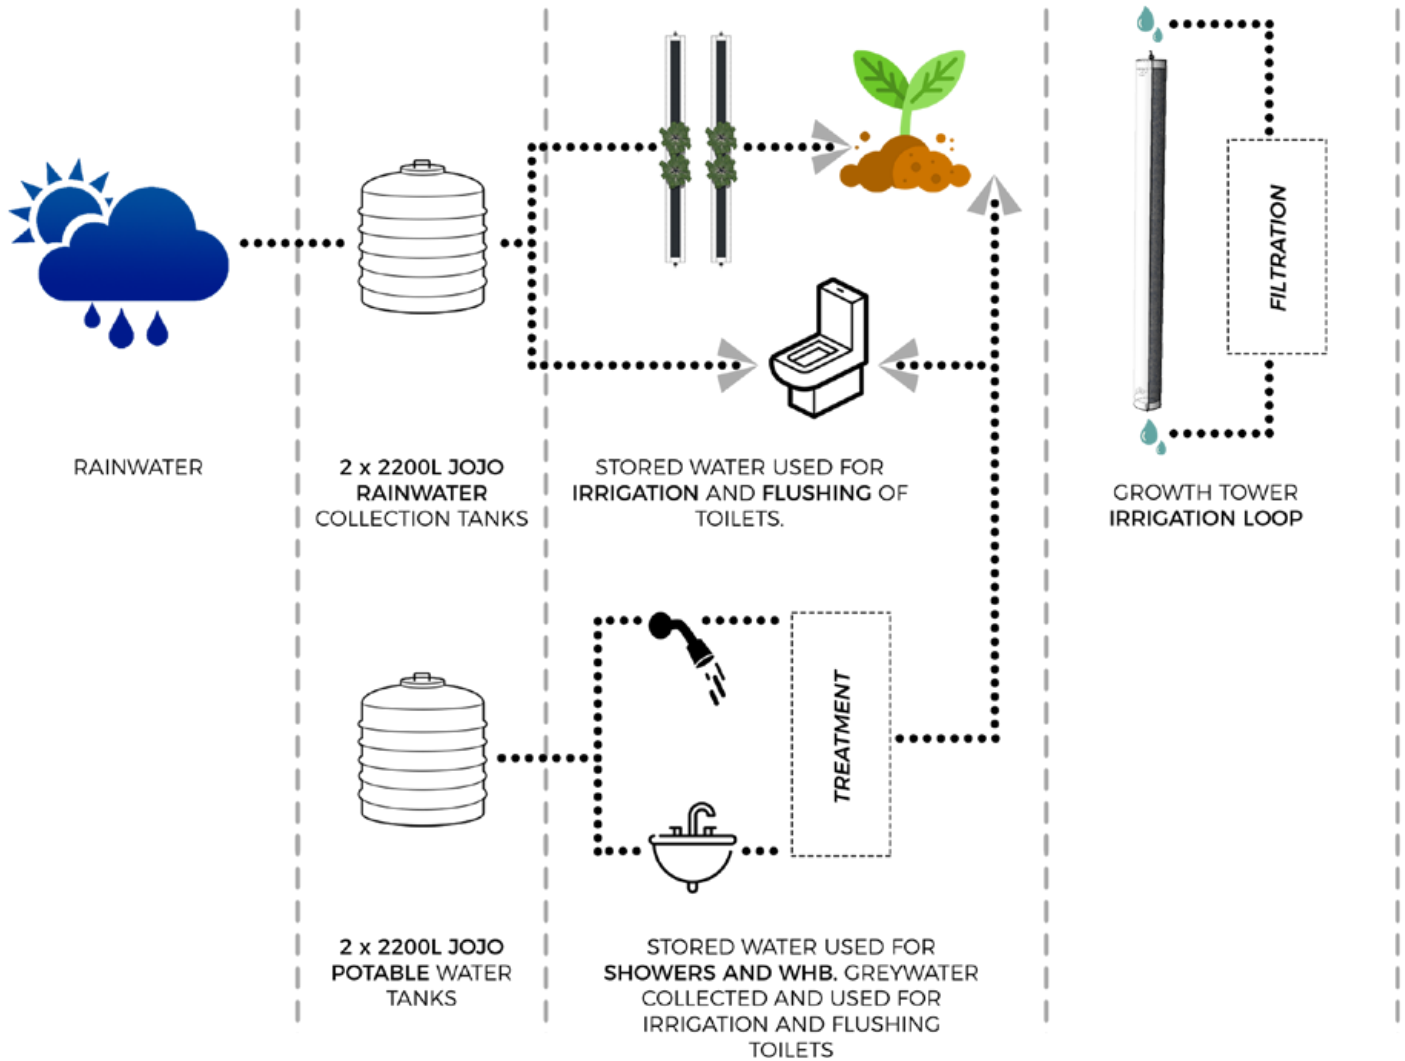 RAINWATER
2 x 2200L JOJO
RAINWATER
COLLECTION TANKS
STORED WATER USED FOR
IRRIGATION AND FLUSHING OF
TOILETS.
FILTRATION
GROWTH TOWER
IRRIGATION LOOP
TREATMENT
2 x 2200L JOJO
POTABLE WATER
TANKS
STORED WATER USED FOR
SHOWERS AND WHB. GREYWATER
COLLECTED AND USED FOR
IRRIGATION AND FLUSHING
TOILETS